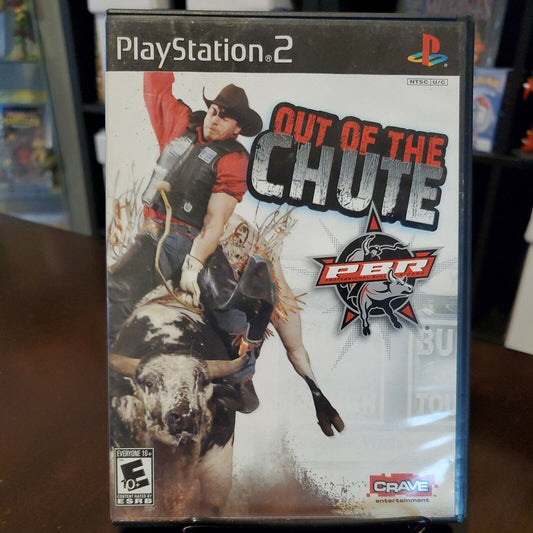 PlayStation®2
NTSC U/C
OUT OF THE
CHUTE
PBR
EVERYONE 10+
E
10+
CONTENT RATED BY
ESRB
CRAVE
entertainment